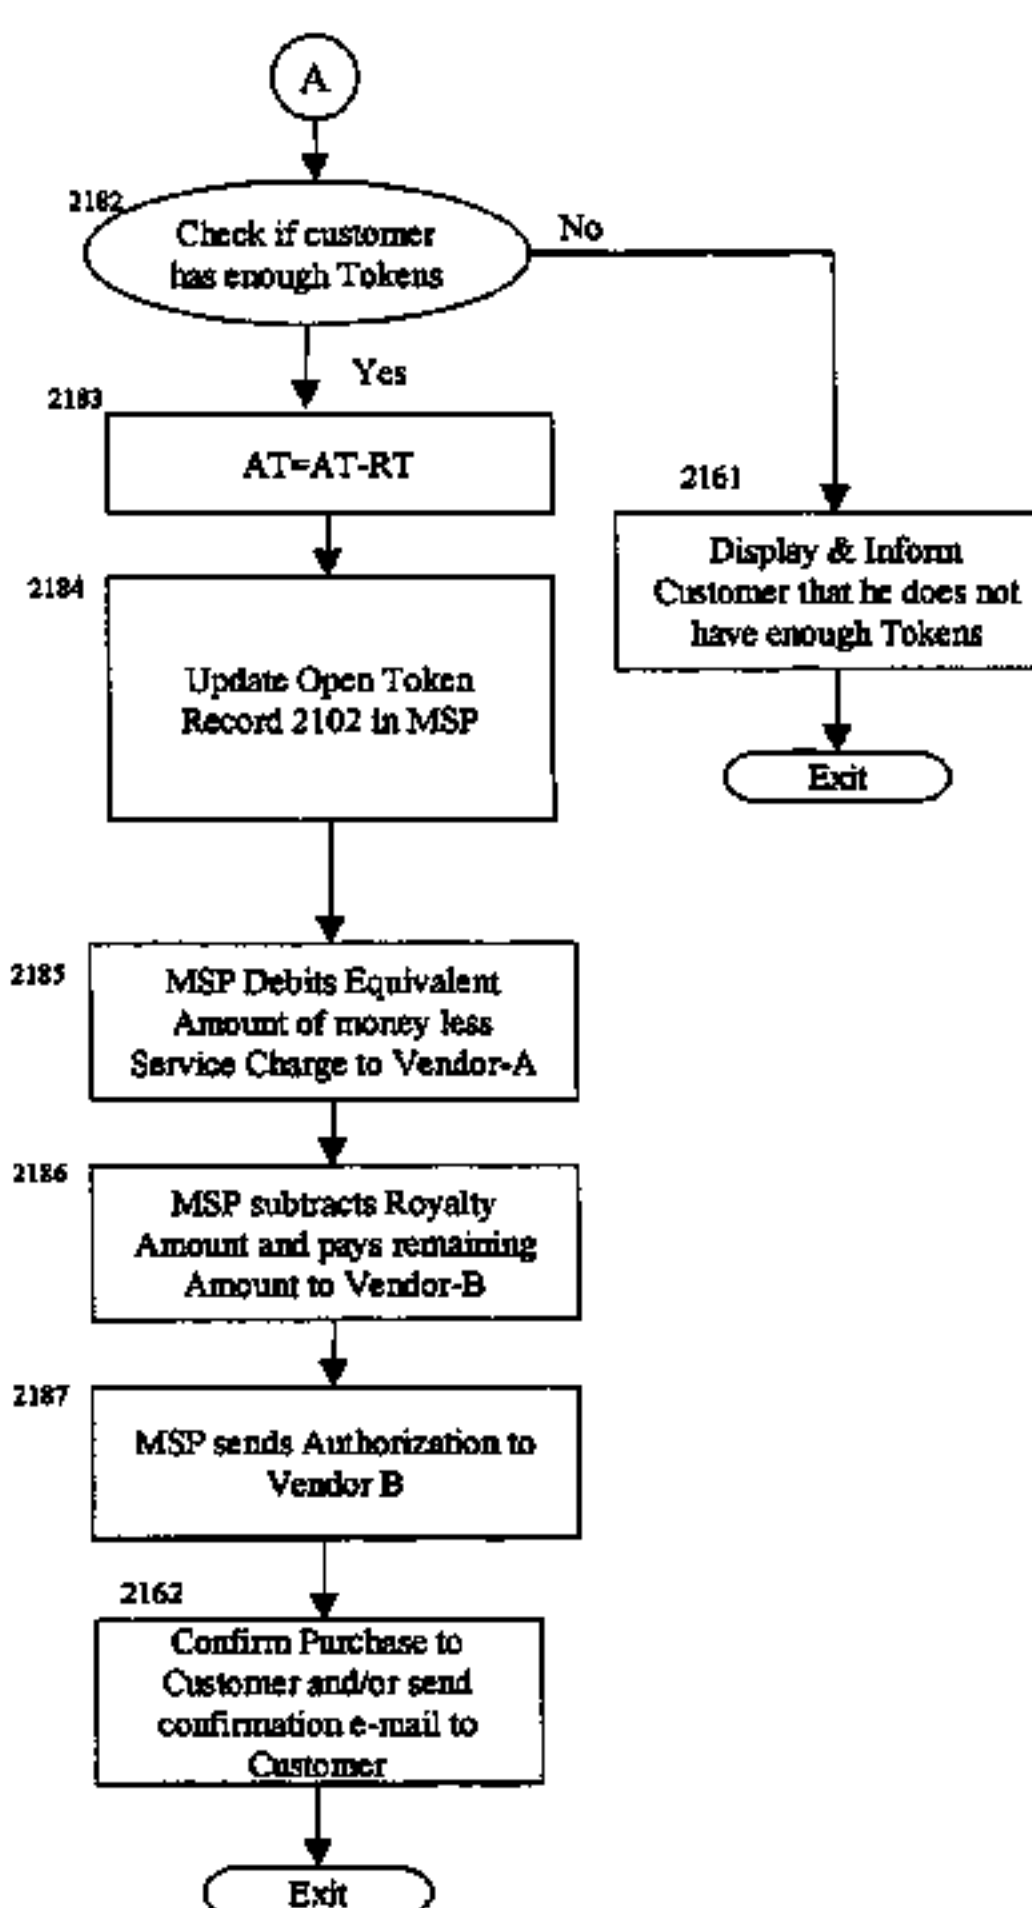 A
2182
Check if customer
has enough Tokens
No
Yes
2183
AT=AT-RT
2161
Display & Inform
Customer that he does not
have enough Tokens
Exit
2184
Update Open Token
Record 2102 in MSP
2185
MSP Debits Equivalent
Amount of money less
Service Charge to Vendor-A
2186
MSP subtracts Royalty
Amount and pays remaining
Amount to Vendor-B
2187
MSP sends Authorization to
Vendor B
2162
Confirm Purchase to
Customer and/or send
confirmation e-mail to
Customer
Exit